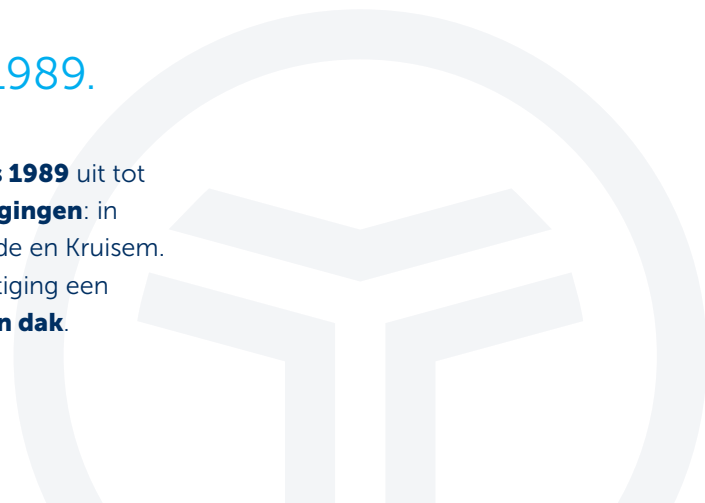 1989.
s 1989 uit tot
gingen: in
de en Kruisem.
tiging een
n dak.